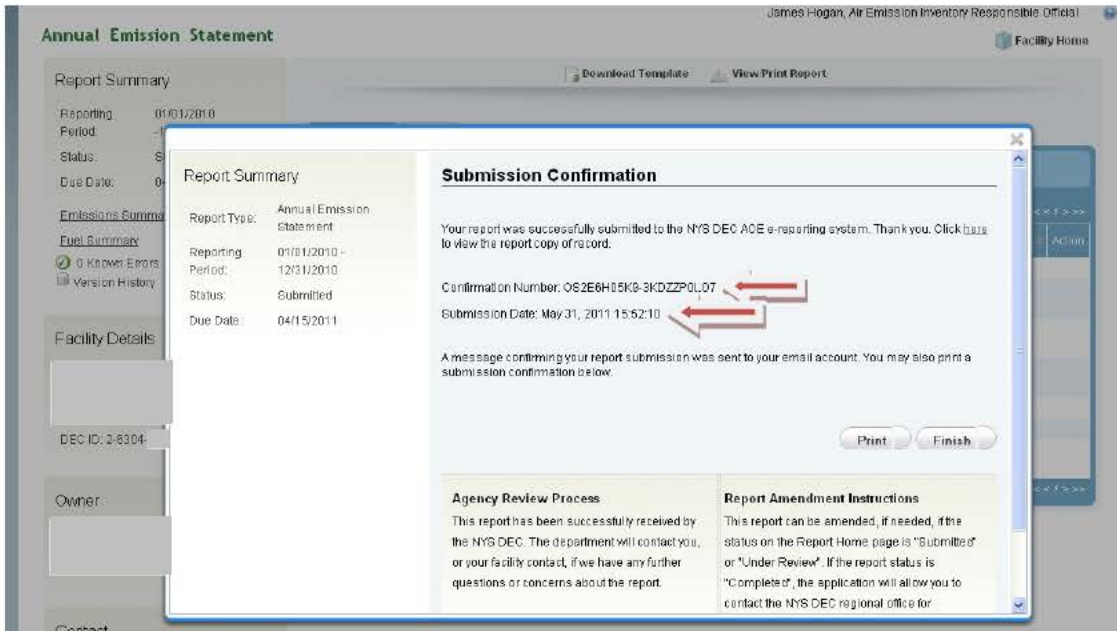 James Hogan, Air Emission Inventory Responsible Official
Annual Emission Statement
Facility Home
Report Summary
Download Template
View/Print Report
Reporting Period:
01/01/2010
Status:
Due Date:
Emissions Summa
Fuel Summary
0 Known Errors
Version History
Action
Facility Details
DEC ID: 2-6304-
Owner
Contact
Report Summary
Report Type: Annual Emission
Statement
Reporting 01/01/2010 -
Period: 12/31/2010
Status: Submitted
Due Date: 04/15/2011
Submission Confirmation
Your report was successfully submitted to the NYS DEC ACE e-reporting system. Thank you. Click here
to view the report copy of record.
Confirmation Number:
Submission Date: May 31, 2011 15:52:10
A message confirming your report submission was sent to your email account. You may also print a
submission confirmation below.
Print
Finish
Agency Review Process
This report has been successfully received by
the NYS DEC. The department will contact you,
or your facility contact, if we have any further
questions or concerns about the report.
Report Amendment Instructions
This report can be amended, if needed, if the
status on the Report Home page is "Submitted"
or "Under Review". If the report status is
"Completed", the application will allow you to
contact the NYS DEC regional office for